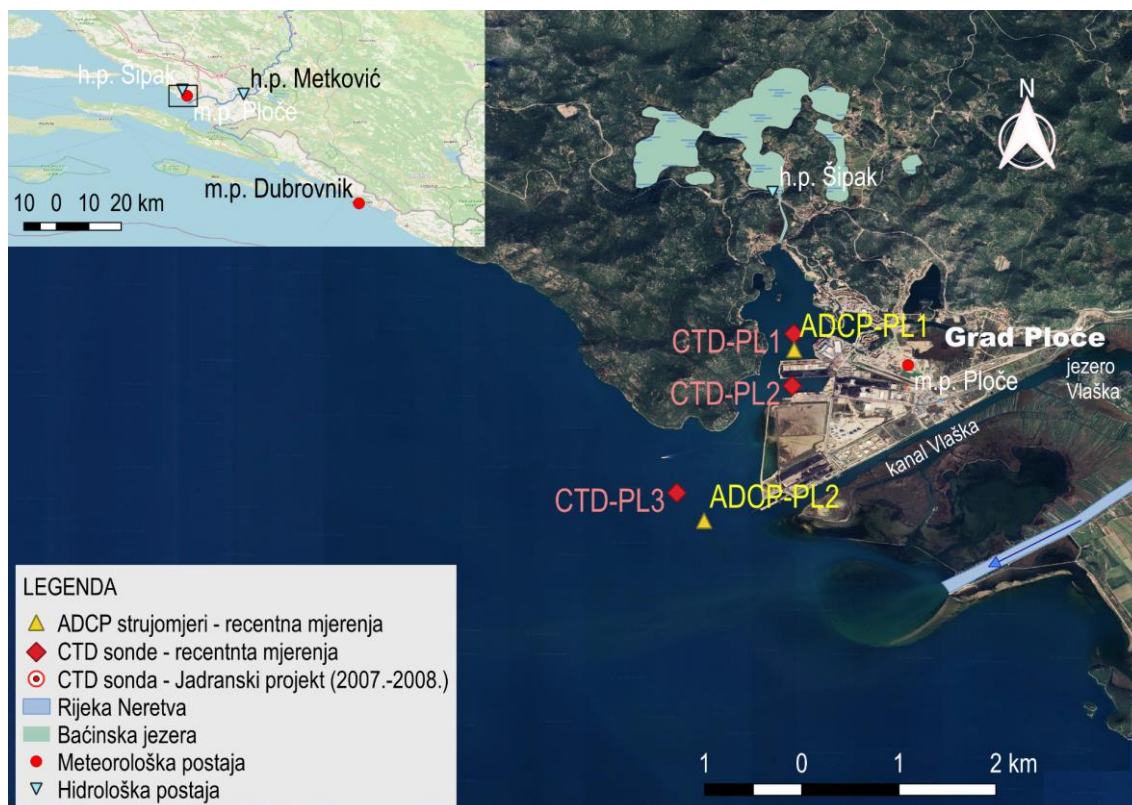 h.p. Šipak
h.p. Metković
m.p. Ploče
m.p. Dubrovnik
10 0 10 20 km
N
h.p. Šipak
ADCP-PL1
CTD-PL1
Grad Ploče
m.p. Ploče
jezero
Vlaška
CTD-PL2
kanal Vlaška
CTD-PL3
ADCP-PL2
LEGENDA
ADCP strujomjeri - recentna mjerenja
CTD sonde - recentnta mjerenja
CTD sonda - Jadranski projekt (2007.-2008.)
Rijeka Neretva
Baćinska jezera
Meteorološka postaja
Hidrološka postaja
1 0 1 2 km